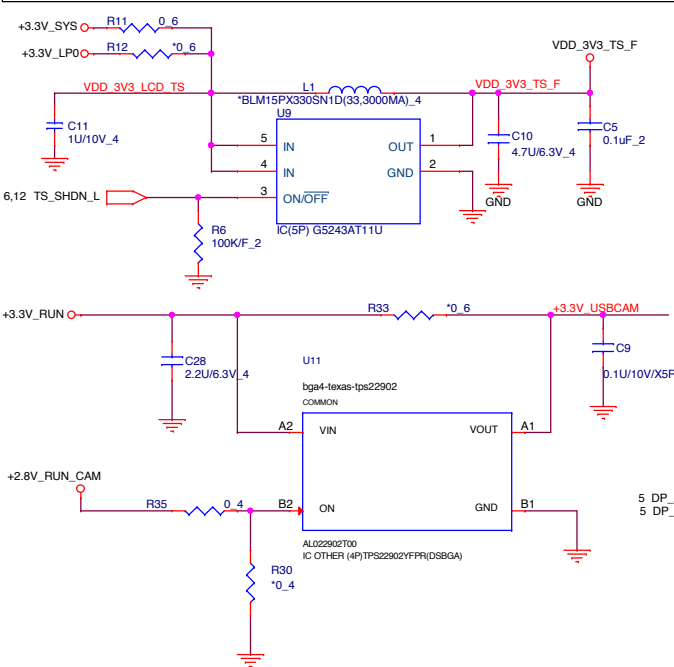 +3.3V_SYS R11 0_6
+3.3V_LP0 R12 *0_6
VDD_3V3_TS_F
VDD_3V3_LCD_TS L1 VDD_3V3_TS_F
*BLM15PX330SN1D(33,3000MA)_4
U9
C11
1U/10V_4
5 IN OUT 1
4 IN GND 2
3 ON/OFF
IC(5P) G5243AT11U
C10
4.7U/6.3V_4
C5
0.1uF_2
GND GND
6,12 TS_SHDN_L
R6
100K/F_2
+3.3V_RUN R33 *0_6 +3.3V_USBCAM
C28
2.2U/6.3V_4
U11
C9
0.1U/10V/X5R
bga4-texas-tps22902
COMMON
A2 VIN VOUT A1
+2.8V_RUN_CAM
R35 0_4 B2 ON GND B1
5 DP_
5 DP_
AL022902T00
IC OTHER (4P)TPS22902YFPR(DSBGA)
R30
*0_4